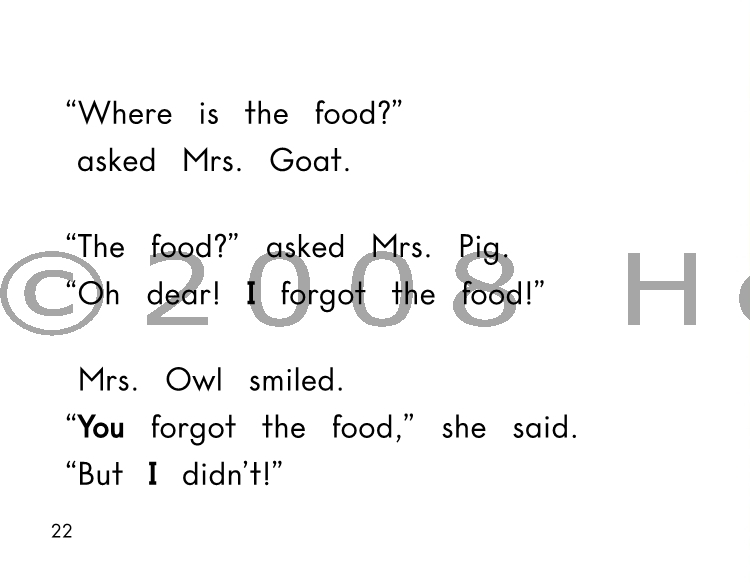 “Where is the food?”
asked Mrs. Goat.
“The food?” asked Mrs. Pig.
“Oh dear! I forgot the food!”
© 2008 H
Mrs. Owl smiled.
“You forgot the food,” she said.
“But I didn’t!”
22